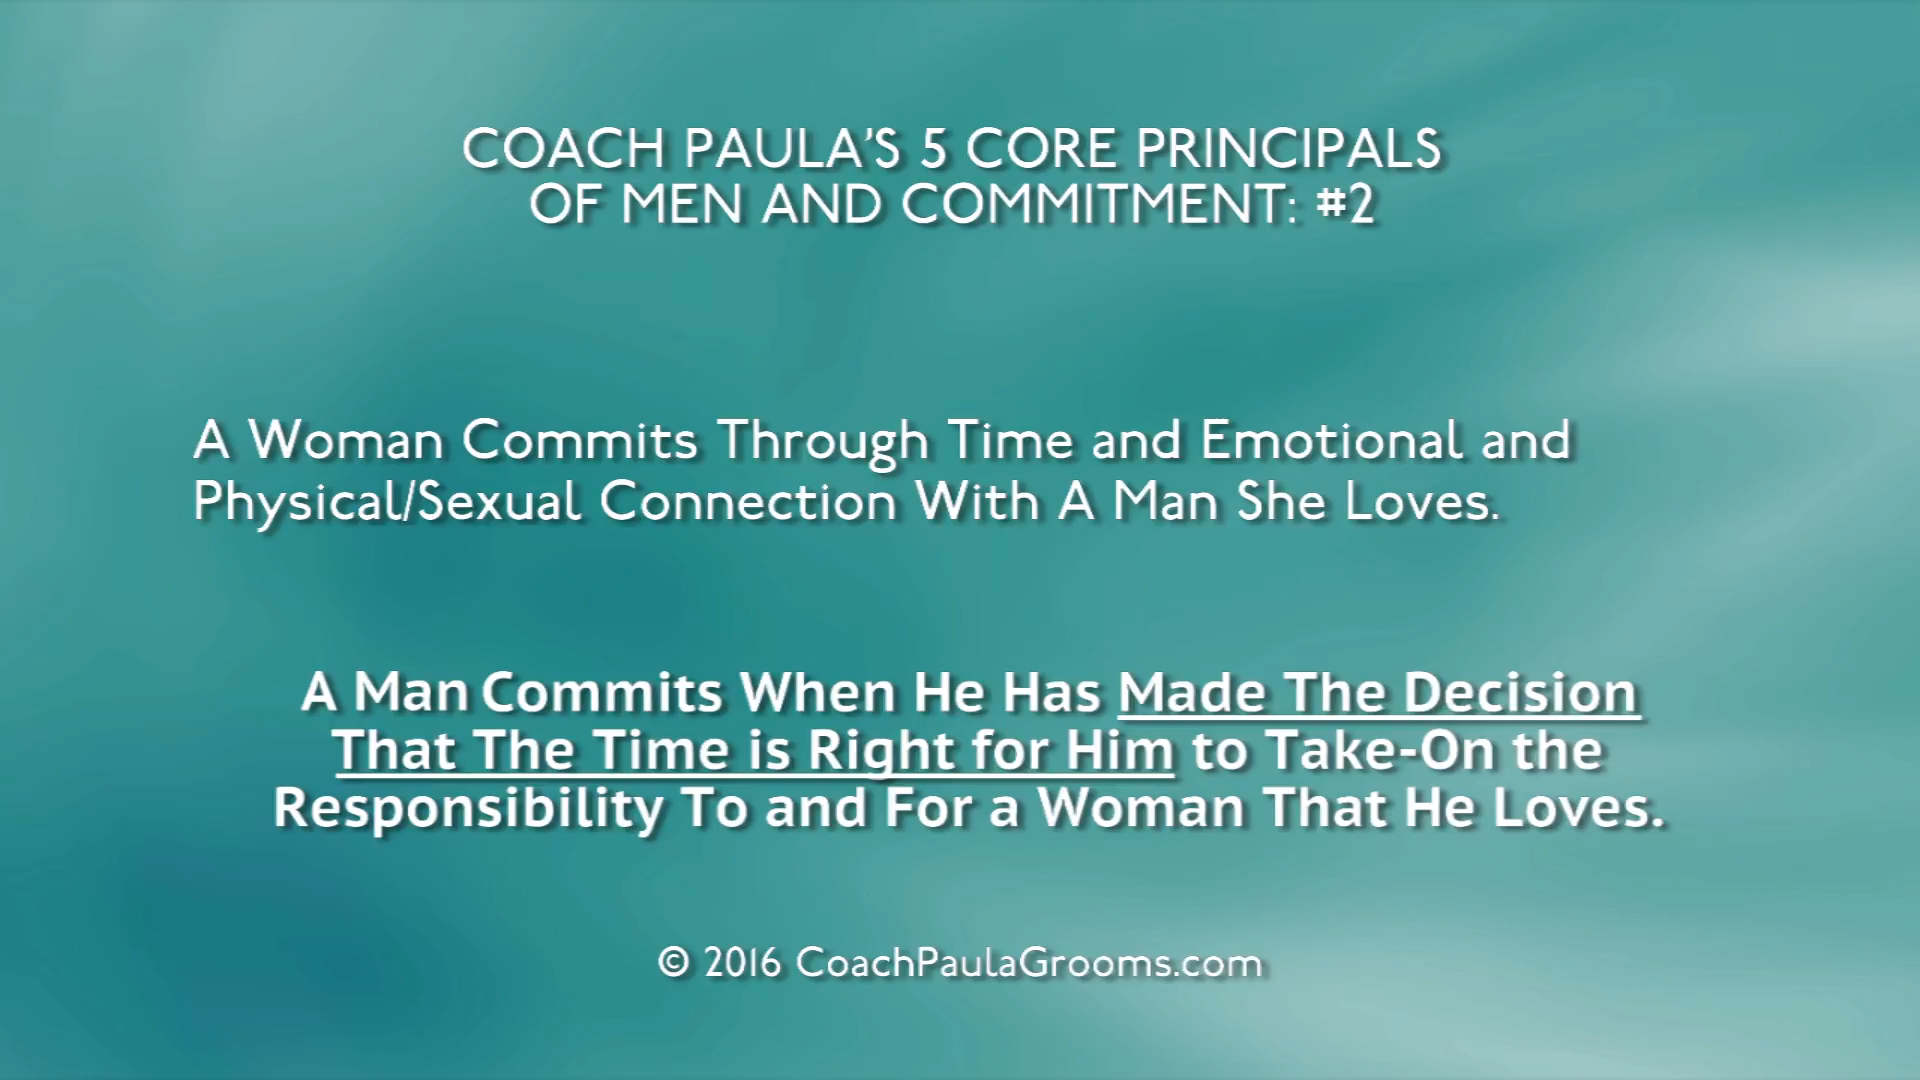 COACH PAULA'S 5 CORE PRINCIPALS
OF MEN AND COMMITMENT: #2
A Woman Commits Through Time and Emotional and
Physical/Sexual Connection With A Man She Loves.
A Man Commits When He Has Made The Decision
That The Time is Right for Him to Take-On the
Responsibility To and For a Woman That He Loves.
© 2016 CoachPaulaGrooms.com